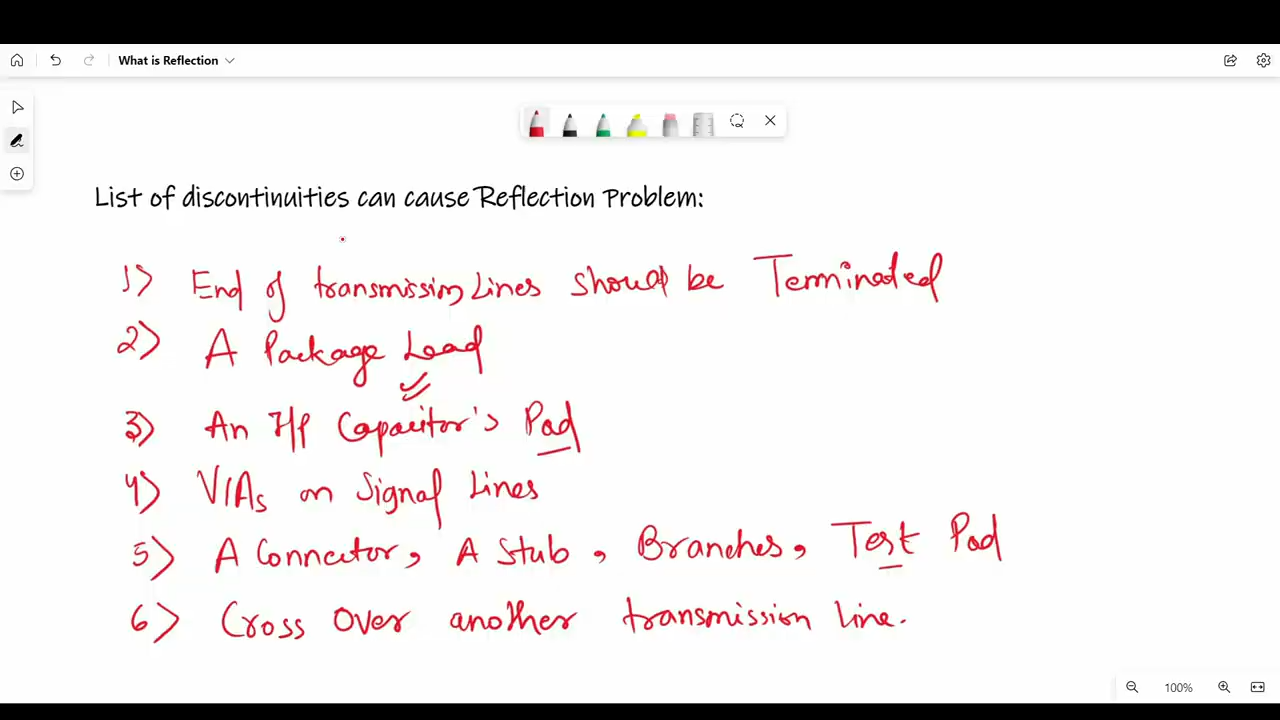 What is Reflection
List of discontinuities can cause Reflection Problem:
1) End of transmission Lines should be Terminated
2) A Package Lead
3) An I/P Capacitor's Pad
4) VIAs on Signal Lines
5) A Connector, A Stub, Branches, Test Pad
6) Cross Over another transmission Line.
100%